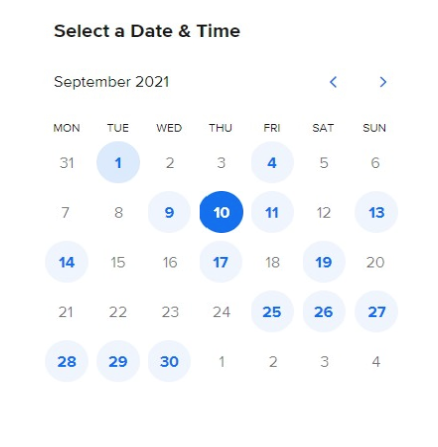 Select a Date & Time
September 2021
MON TUE WED THU FRI SAT SUN
31 1 2 3 4 5 6
7 8 9 10 11 12 13
14 15 16 17 18 19 20
21 22 23 24 25 26 27
28 29 30 1 2 3 4